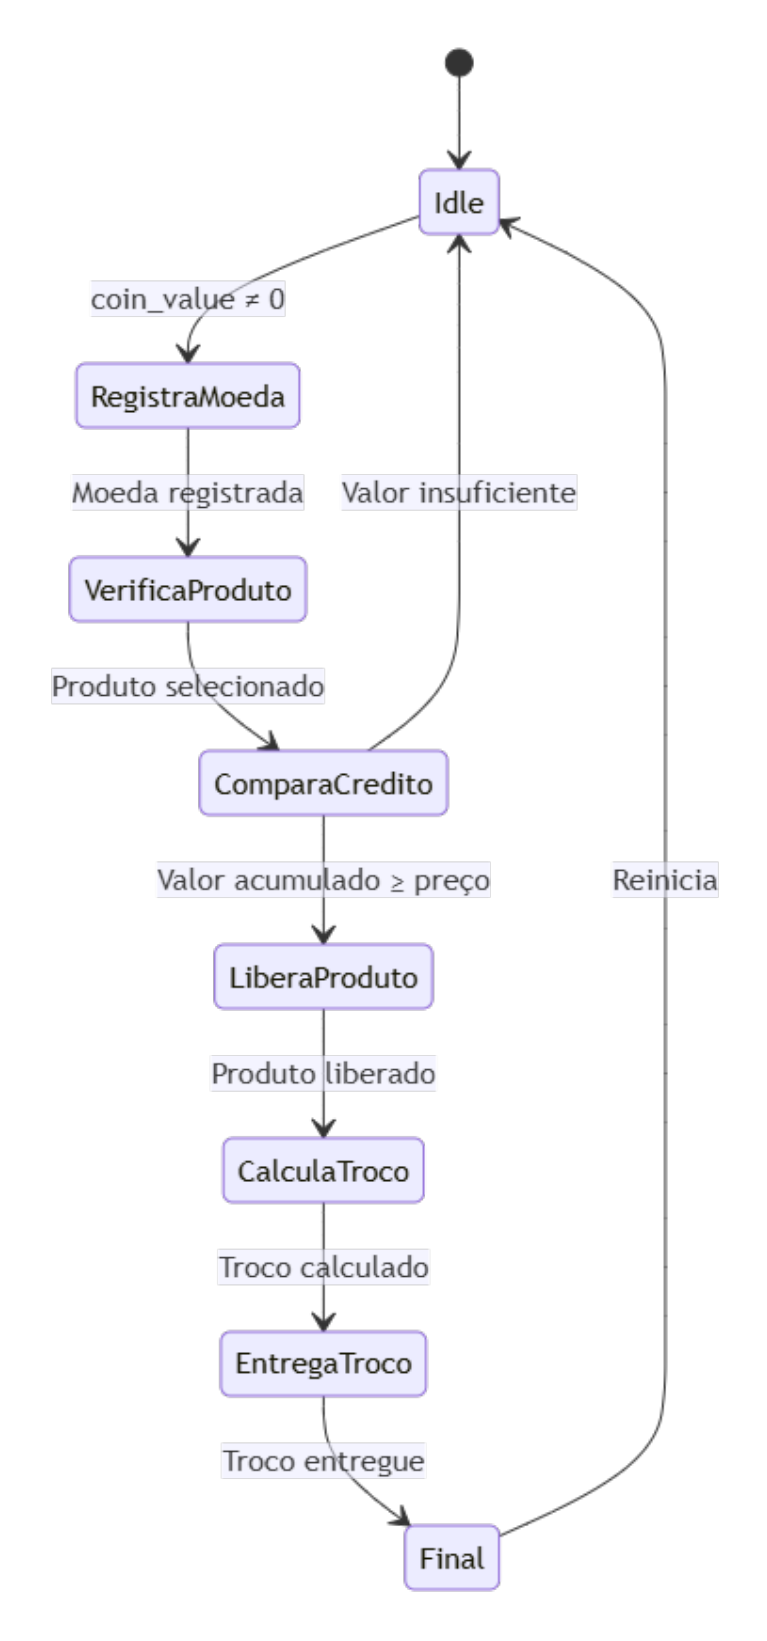 Idle
coin_value ≠ 0
RegistraMoeda
Moeda registrada
Valor insuficiente
VerificaProduto
Produto selecionado
ComparaCredito
Valor acumulado ≥ preço
Reinicia
LiberaProduto
Produto liberado
CalculaTroco
Troco calculado
EntregaTroco
Troco entregue
Final